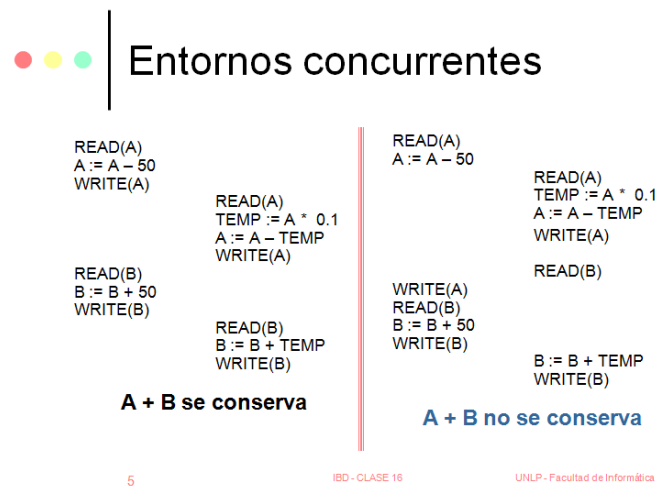 Entornos concurrentes
READ(A)
A := A – 50
WRITE(A)
READ(A)
TEMP := A *  0.1
A := A – TEMP
WRITE(A)
READ(B)
B := B + 50
WRITE(B)
READ(B)
B := B + TEMP
WRITE(B)
A + B se conserva
READ(A)
A := A – 50
READ(A)
TEMP := A *  0.1
A := A – TEMP
WRITE(A)
READ(B)
WRITE(A)
READ(B)
B := B + 50
WRITE(B)
B := B + TEMP
WRITE(B)
A + B no se conserva
5
IBD - CLASE 16
UNLP - Facultad de Informática